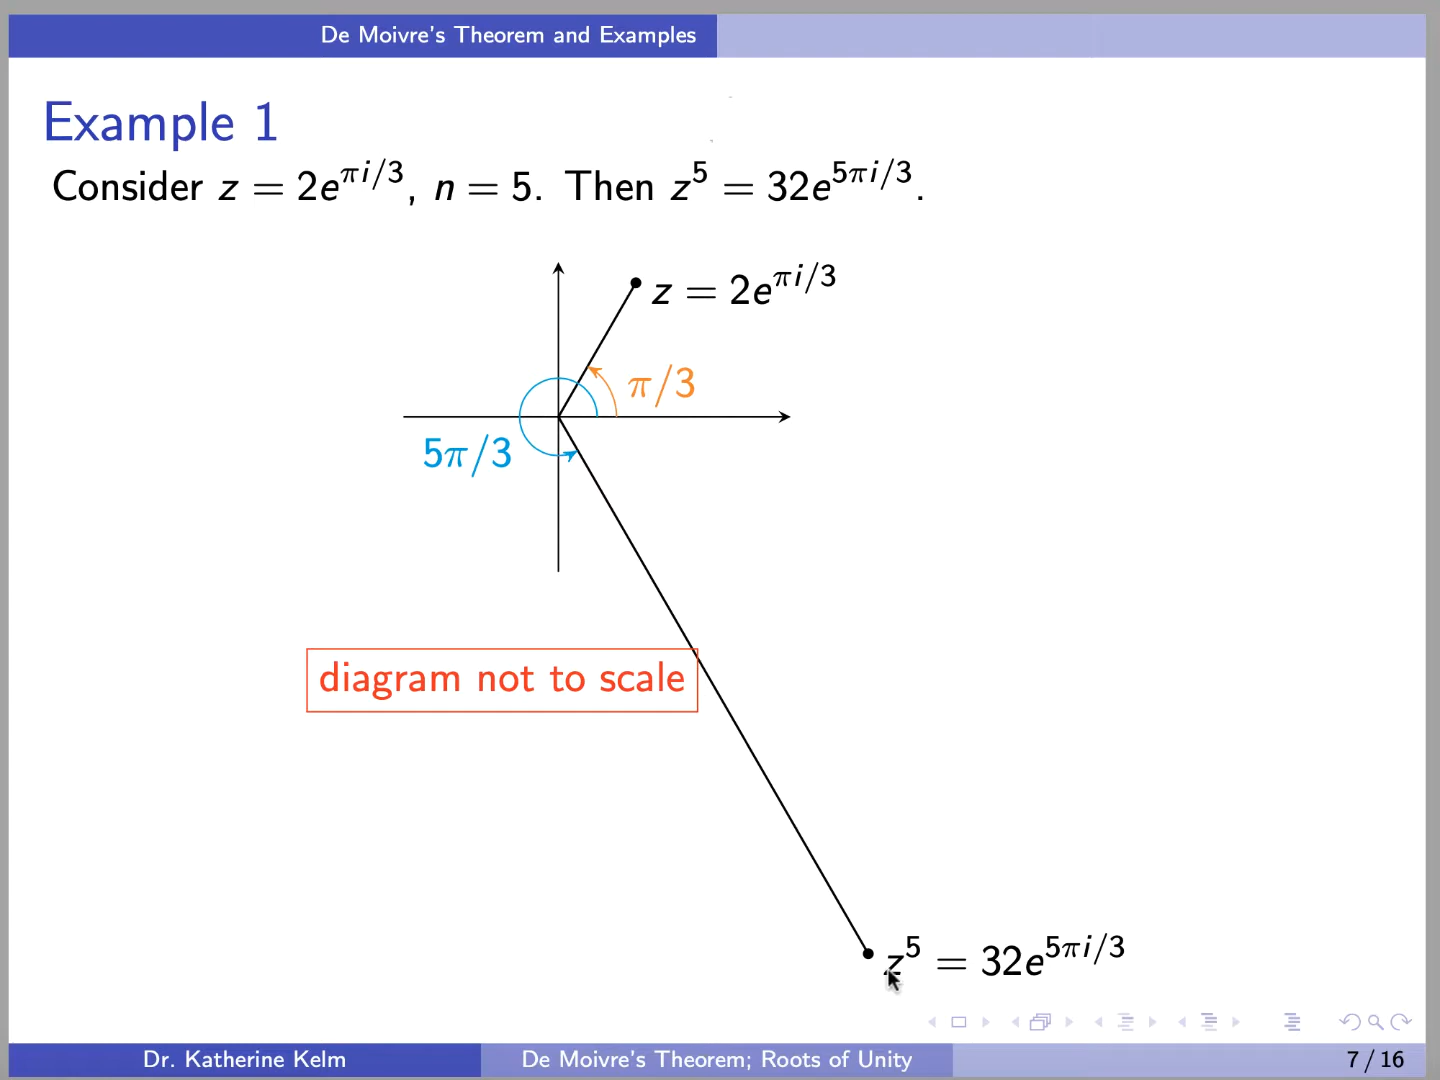 De Moivre's Theorem and Examples
Example 1
Consider z = 2e^{πi/3}, n = 5. Then z^5 = 32e^{5πi/3}.
z = 2e^{πi/3}
π/3
5π/3
diagram not to scale
z^5 = 32e^{5πi/3}
Dr. Katherine Kelm
De Moivre's Theorem; Roots of Unity
7 / 16